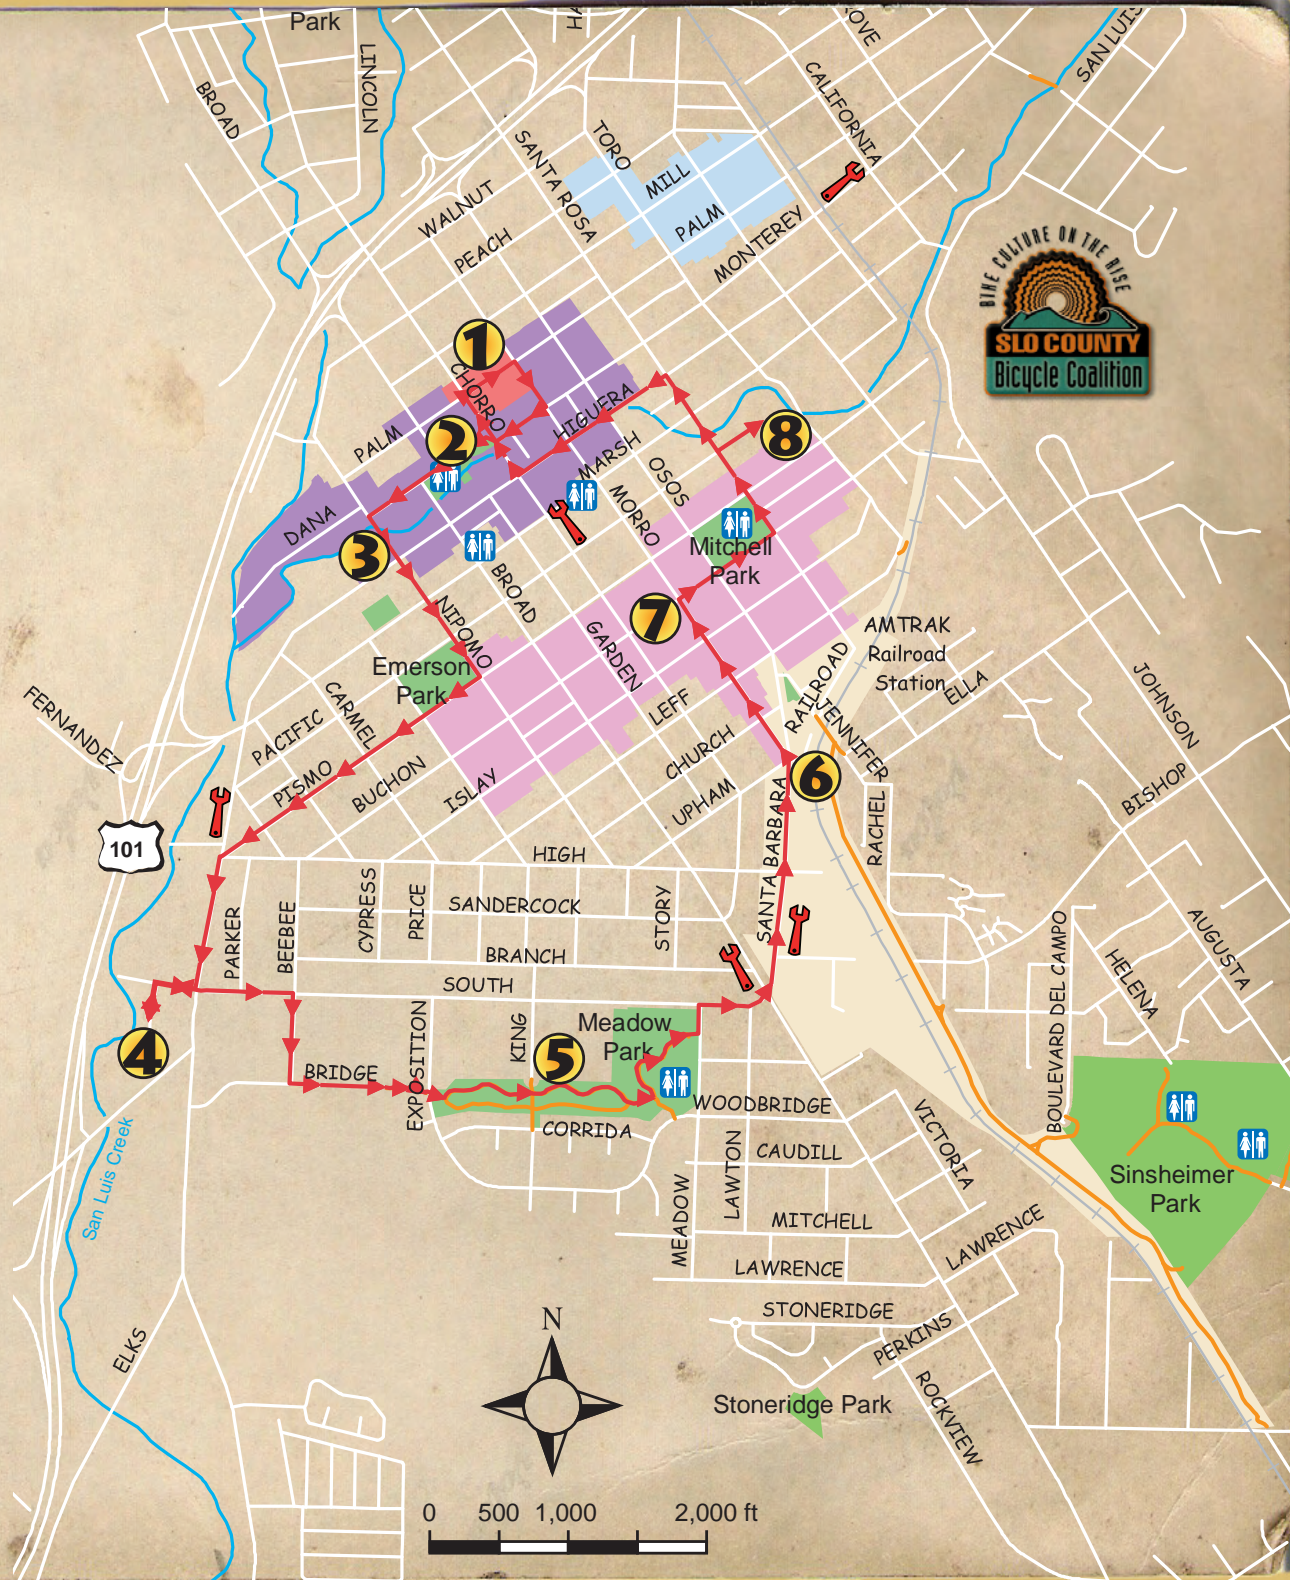 Park
HA
ROVE
SAN LUIS
LINCOLN
BROAD
CALIFORNIA
TORO
SANTA ROSA
MILL
WALNUT
PALM
PEACH
MONTEREY
BIKE CULTURE ON THE RISE
SLO COUNTY
Bicycle Coalition
1
CHORRO
HIGUERA
2
8
PALM
MARSH
OSOS
DANA
MORRO
3
Mitchell
Park
BROAD
NIPOMO
7
GARDEN
AMTRAK
Railroad
Station
Emerson
Park
RAILROAD
ELLA
JOHNSON
FERNANDEZ
CARMEL
LEFF
JENNIFER
PACIFIC
CHURCH
PISMO
BUCHON
ISLAY
UPHAM
6
BISHOP
SANTA BARBARA
RACHEL
101
HIGH
CYPRESS
PRICE
SANDERCOCK
STORY
PARKER
BEEBEE
BRANCH
AUGUSTA
HELENA
BOULEVARD DEL CAMPO
SOUTH
EXPOSITION
KING
Meadow
Park
4
5
BRIDGE
WOODBRIDGE
CORRIDA
VICTORIA
San Luis Creek
CAUDILL
LAWTON
MEADOW
Sinsheimer
Park
MITCHELL
LAWRENCE
LAWRENCE
STONERIDGE
PERKINS
N
ELKS
Stoneridge Park
ROCKVIEW
0 500 1,000 2,000 ft